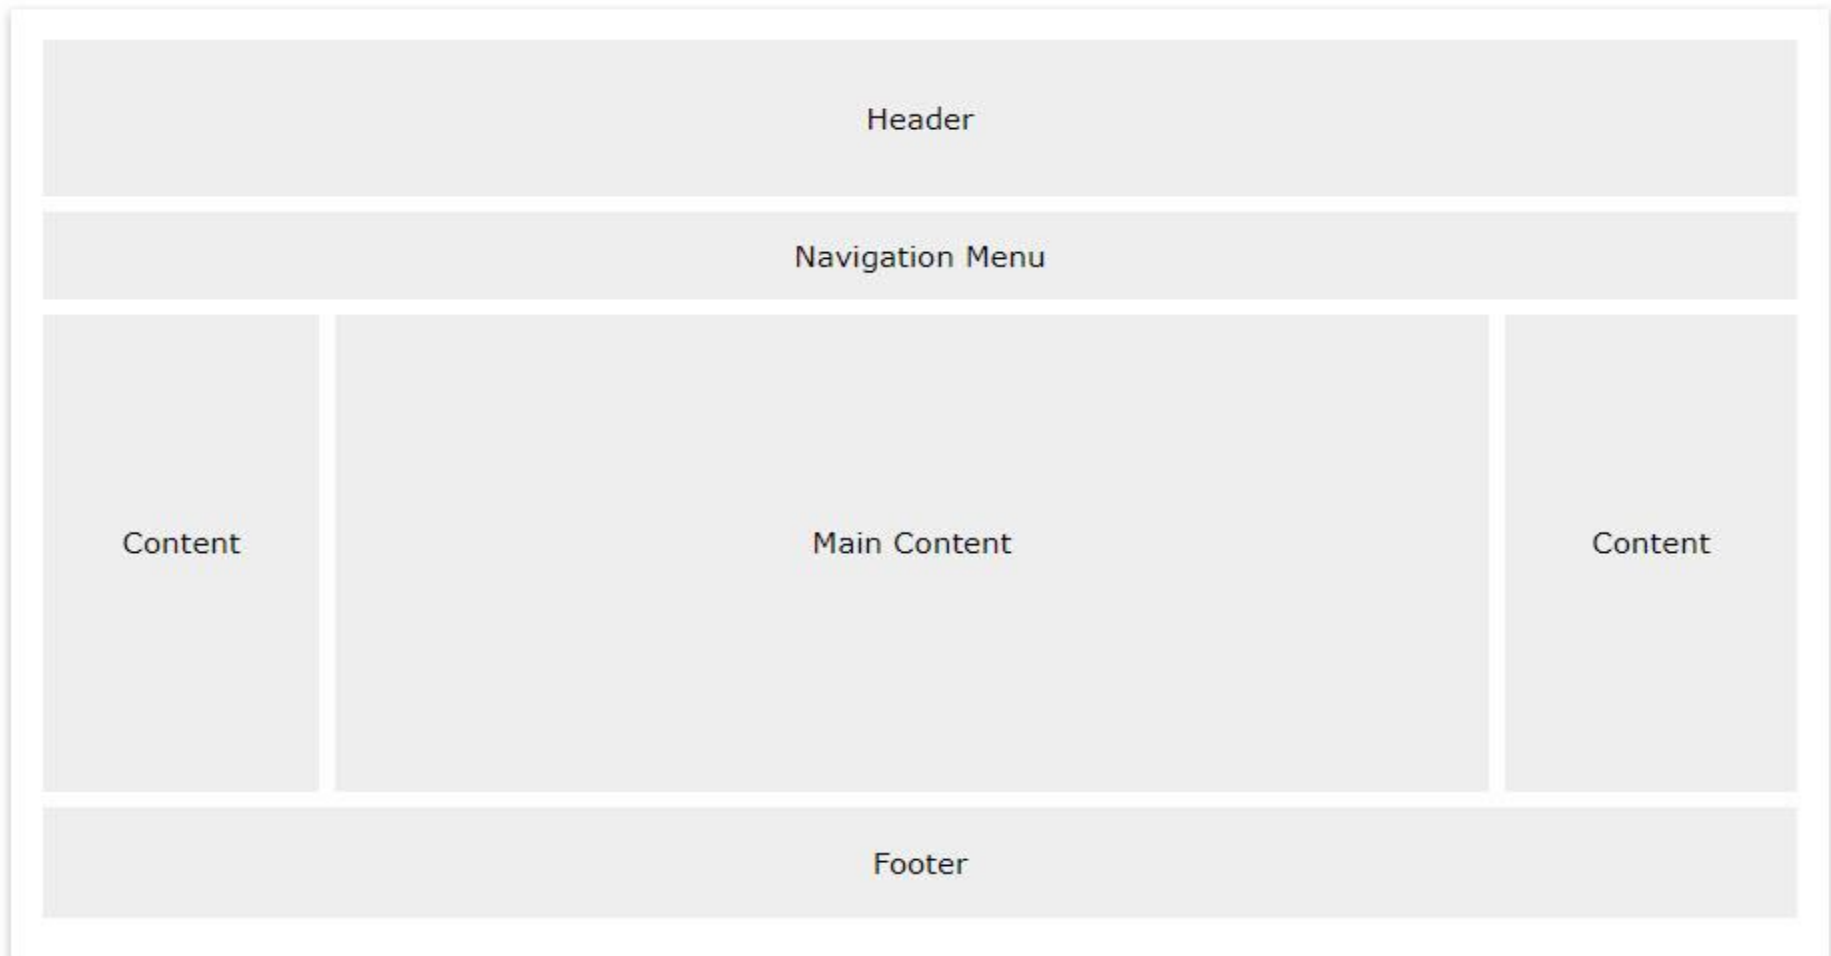 Header
Navigation Menu
Content
Main Content
Content
Footer